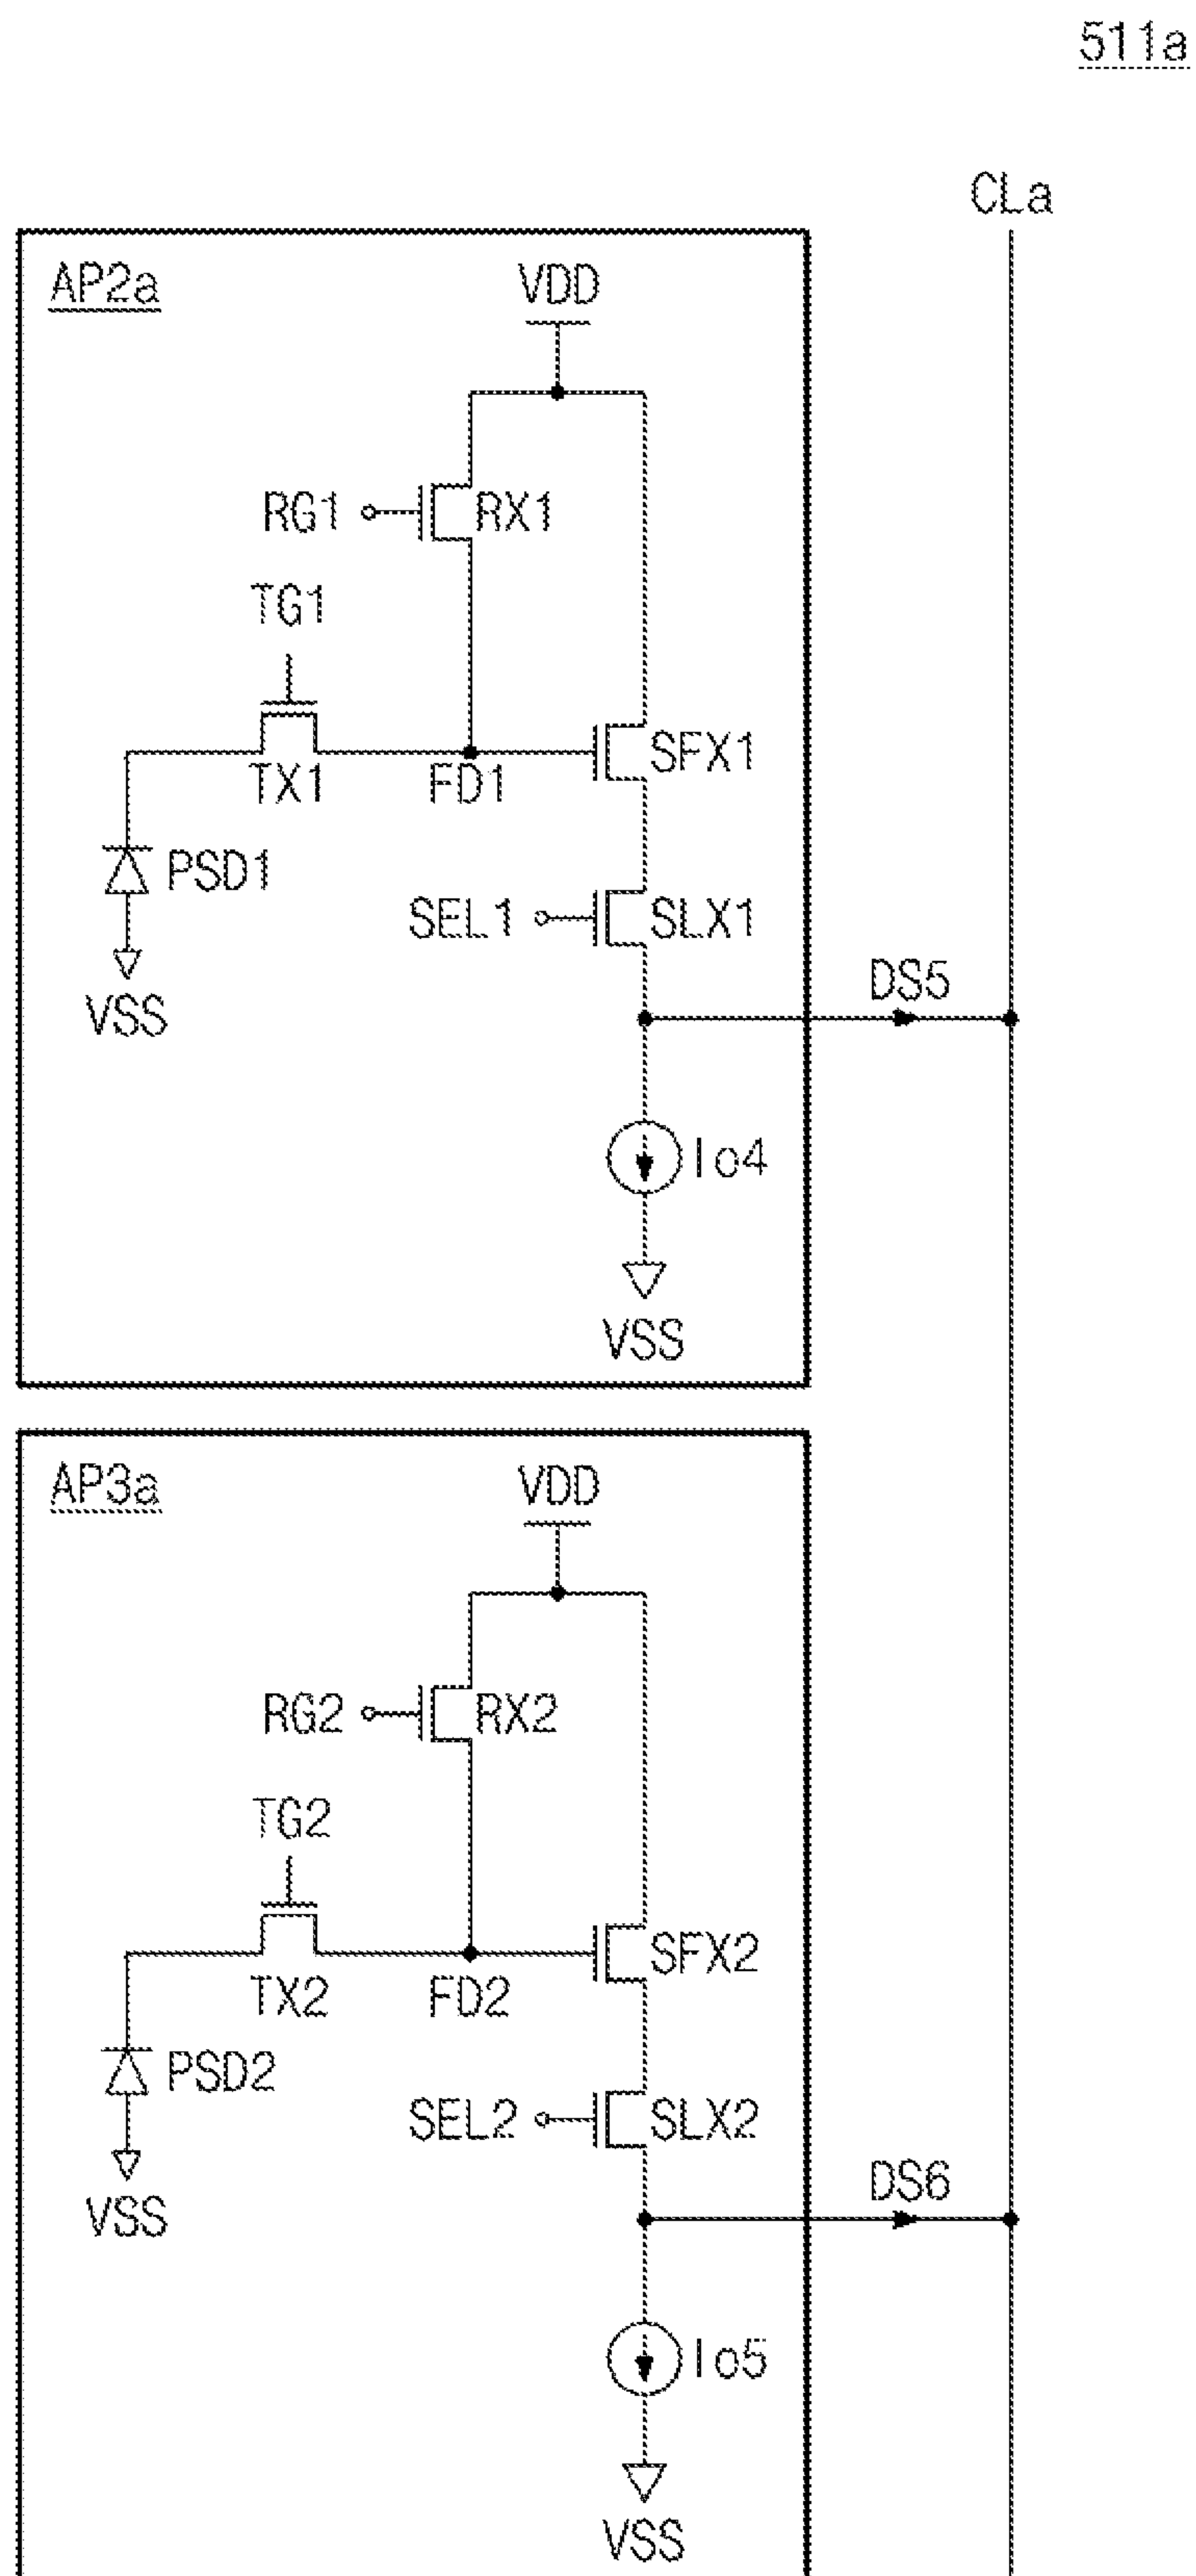 511a
CLa
AP2a
VDD
RG1
RX1
TG1
SFX1
TX1
FD1
PSD1
SEL1
SLX1
DS5
VSS
Io4
VSS
AP3a
VDD
RG2
RX2
TG2
SFX2
TX2
FD2
PSD2
SEL2
SLX2
DS6
VSS
Io5
VSS